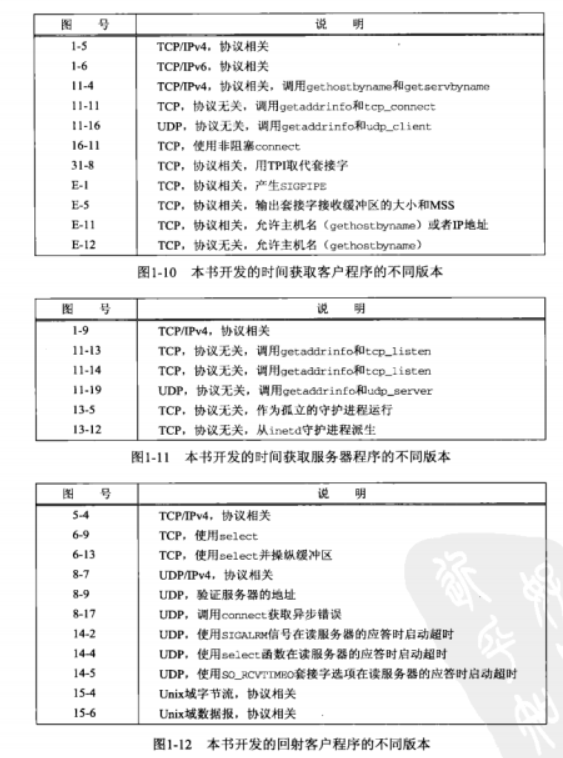 图 号 说 明
1-5 TCP/IPv4，协议相关
1-6 TCP/IPv6，协议相关
11-4 TCP/IPv4，协议相关，调用gethostbyname和getservbyname
11-11 TCP，协议无关，调用getaddrinfo和tcp_connect
11-16 UDP，协议无关，调用getaddrinfo和udp_client
16-11 TCP，使用非阻塞connect
31-8 TCP，协议相关，用TPI取代套接字
E-1 TCP，协议相关，产生SIGPIPE
E-5 TCP，协议相关，输出套接字接收缓冲区的大小和MSS
E-11 TCP，协议相关，允许主机名（gethostbyname）或者IP地址
E-12 TCP，协议无关，允许主机名（gethostbyname）
图1-10 本书开发的时间获取客户程序的不同版本
图 号 说 明
1-9 TCP/IPv4，协议相关
11-13 TCP，协议无关，调用getaddrinfo和tcp_listen
11-14 TCP，协议无关，调用getaddrinfo和tcp_listen
11-19 UDP，协议无关，调用getaddrinfo和udp_server
13-5 TCP，协议无关，作为孤立的守护进程运行
13-12 TCP，协议无关，从inetd守护进程派生
图1-11 本书开发的时间获取服务器程序的不同版本
图 号 说 明
5-4 TCP/IPv4，协议相关
6-9 TCP，使用select
6-13 TCP，使用select并操纵缓冲区
8-7 UDP/IPv4，协议相关
8-9 UDP，验证服务器的地址
8-17 UDP，调用connect获取异步错误
14-2 UDP，使用SIGALRM信号在读服务器的应答时启动超时
14-4 UDP，使用select函数在读服务器的应答时启动超时
14-5 UDP，使用SO_RCVTIMEO套接字选项在读服务器的应答时启动超时
15-4 Unix域字节流，协议相关
15-6 Unix域数据报，协议相关
图1-12 本书开发的回射客户程序的不同版本